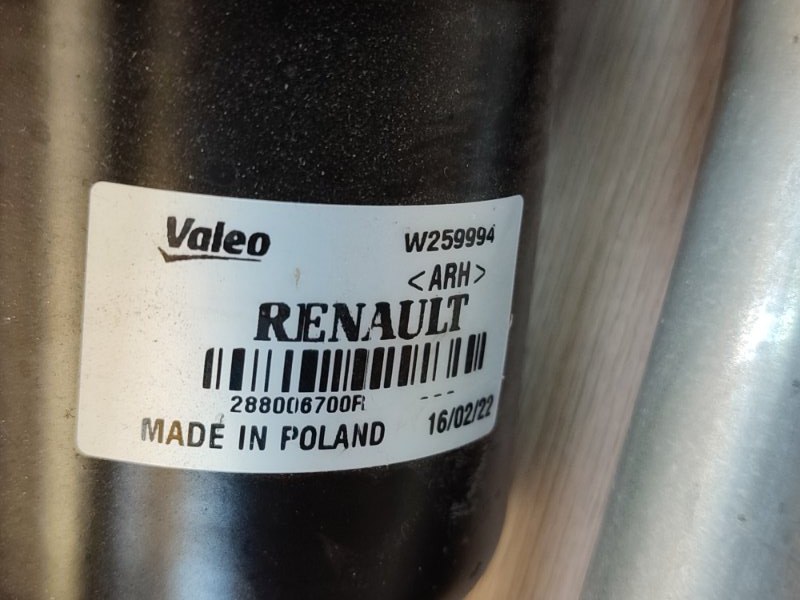 Valeo W259994
<ARH>
RENAULT
288006700R ---
MADE IN POLAND 16/02/22